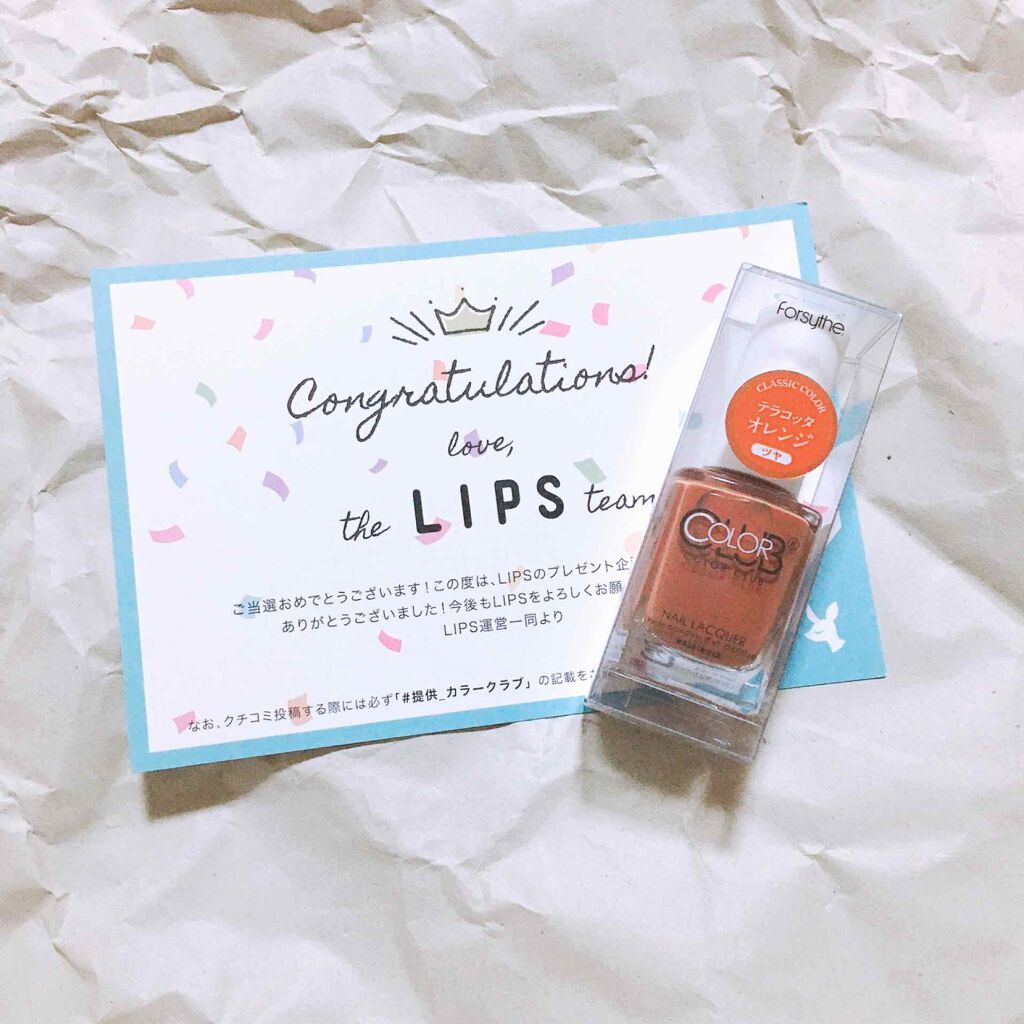 Congratulations!
love,
the LIPS team
ご当選おめでとうございます！この度は、LIPSのプレゼント企
ありがとうございました！今後もLIPSをよろしくお願
LIPS運営一同より
なお、クチコミ投稿する際には必ず「#提供_カラークラブ」の記載を
forsythe
CLASSIC COLOR
テラコッタ
オレンジ
ツヤ
COLOR
CLUB®
NAIL LACQUER